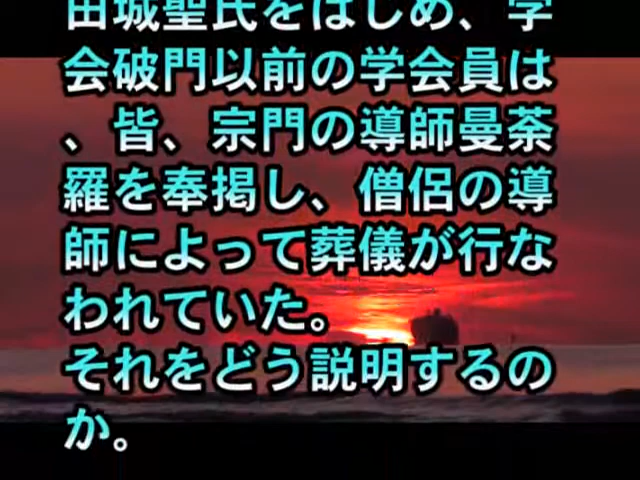 田城聖氏をはじめ、学
会破門以前の学会員は
、皆、宗門の導師曼荼
羅を奉掲し、僧侶の導
師によって葬儀が行な
われていた。
それをどう説明するの
か。